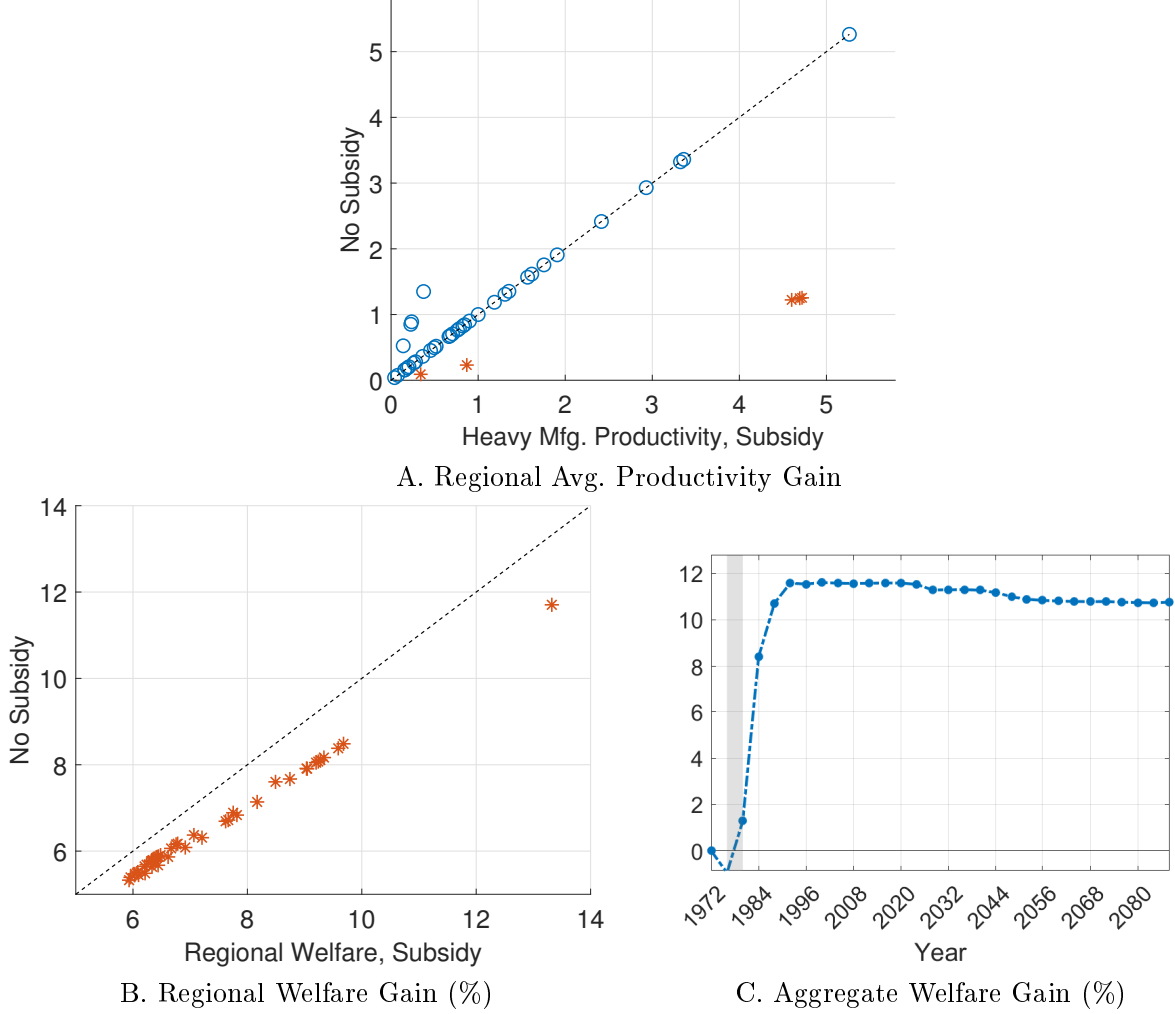 5
4
3
2
1
0
No Subsidy
0 1 2 3 4 5
Heavy Mfg. Productivity, Subsidy
A. Regional Avg. Productivity Gain
14
12
10
8
6
No Subsidy
6 8 10 12 14
Regional Welfare, Subsidy
B. Regional Welfare Gain (%)
12
10
8
6
4
2
0
1972 1984 1996 2008 2020 2032 2044 2056 2068 2080
Year
C. Aggregate Welfare Gain (%)